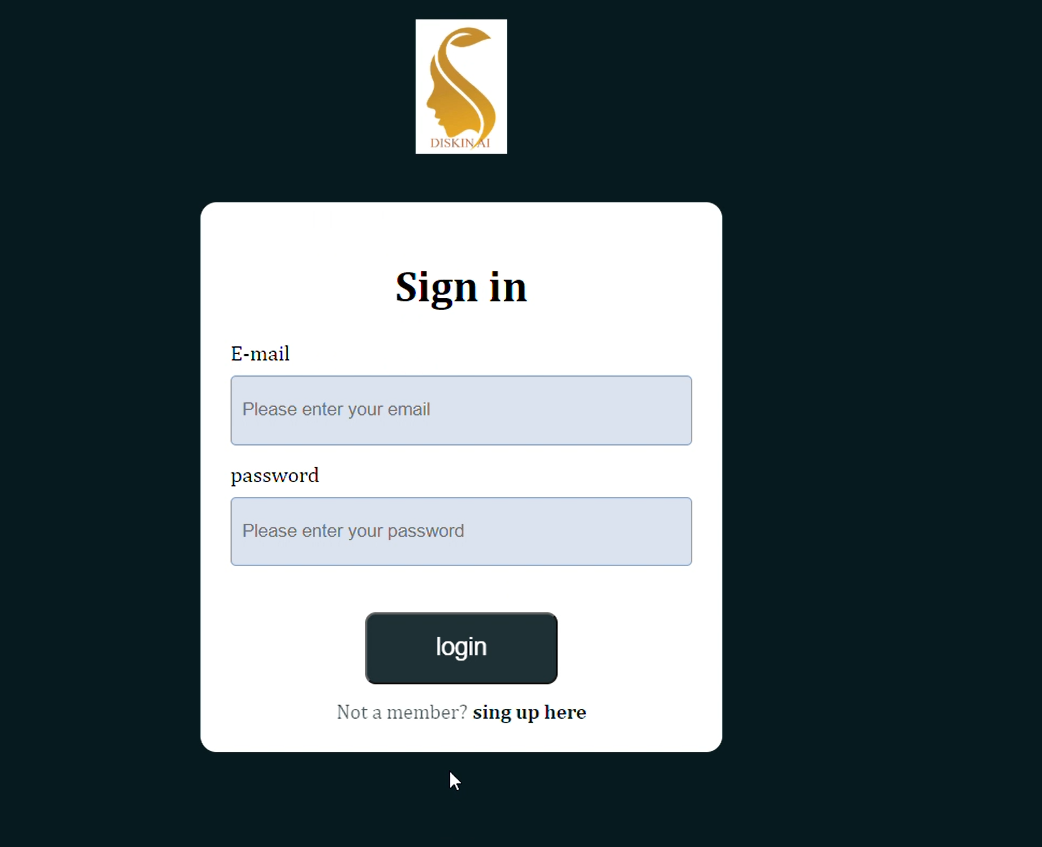 DISKIN AI
Sign in
E-mail
Please enter your email
password
Please enter your password
login
Not a member? sing up here